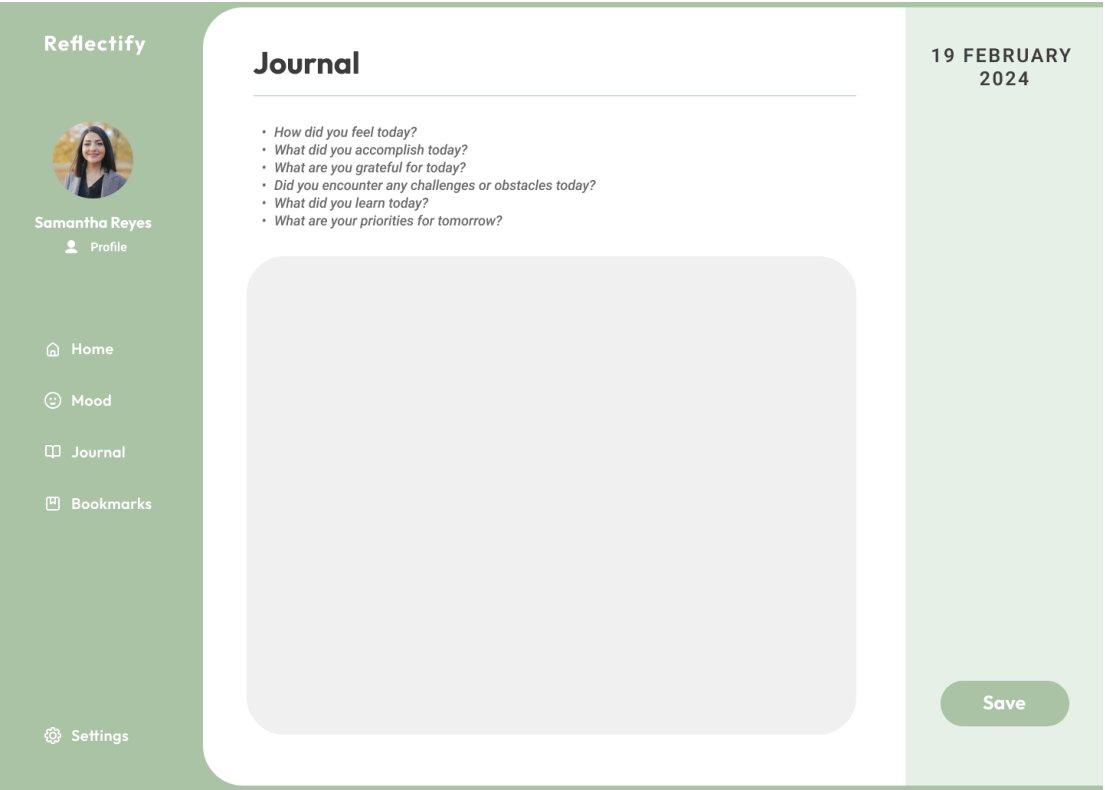 Reflectify
Samantha Reyes
Profile
Home
Mood
Journal
Bookmarks
Settings
Journal
• How did you feel today?
• What did you accomplish today?
• What are you grateful for today?
• Did you encounter any challenges or obstacles today?
• What did you learn today?
• What are your priorities for tomorrow?
19 FEBRUARY
2024
Save